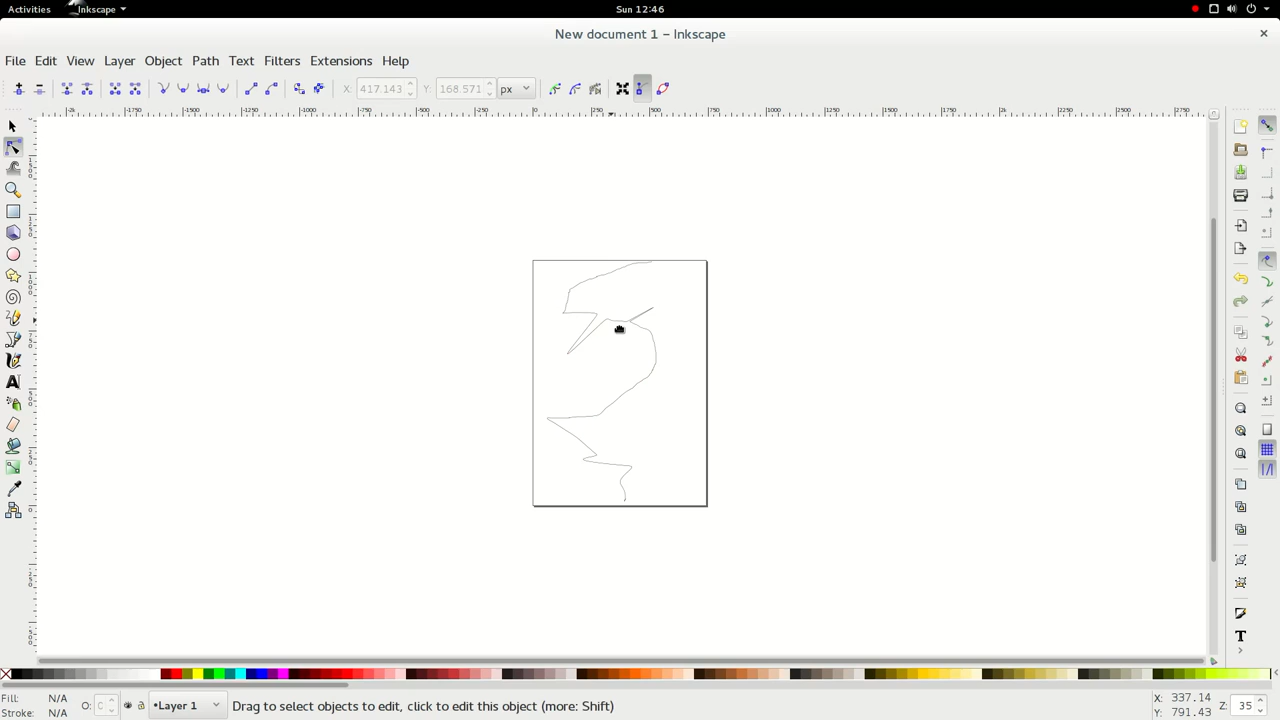 Activities Inkscape Sun 12:46
New document 1 – Inkscape
File Edit View Layer Object Path Text Filters Extensions Help
X: 417.143 Y: 168.571 px
Fill: N/A O: •Layer 1 Drag to select objects to edit, click to edit this object (more: Shift) X: 337.14 Z: 35
Stroke: N/A Y: 791.43